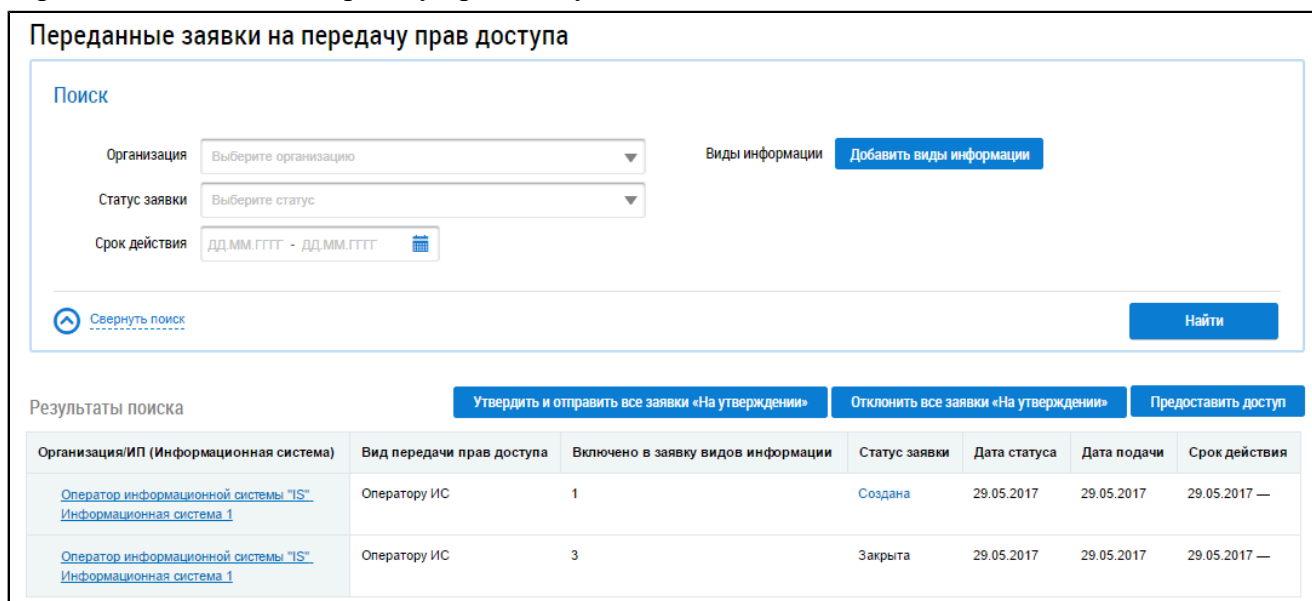 Переданные заявки на передачу прав доступа
Поиск
Организация Выберите организацию Виды информации Добавить виды информации
Статус заявки Выберите статус
Срок действия ДД.ММ.ГГГГ - ДД.ММ.ГГГГ
Свернуть поиск Найти
Результаты поиска Утвердить и отправить все заявки «На утверждении» Отклонить все заявки «На утверждении» Предоставить доступ
Организация/ИП (Информационная система) Вид передачи прав доступа Включено в заявку видов информации Статус заявки Дата статуса Дата подачи Срок действия
Оператор информационной системы "IS" Оператору ИС 1 Создана 29.05.2017 29.05.2017 29.05.2017 —
Информационная система 1
Оператор информационной системы "IS" Оператору ИС 3 Закрыта 29.05.2017 29.05.2017 29.05.2017 —
Информационная система 1